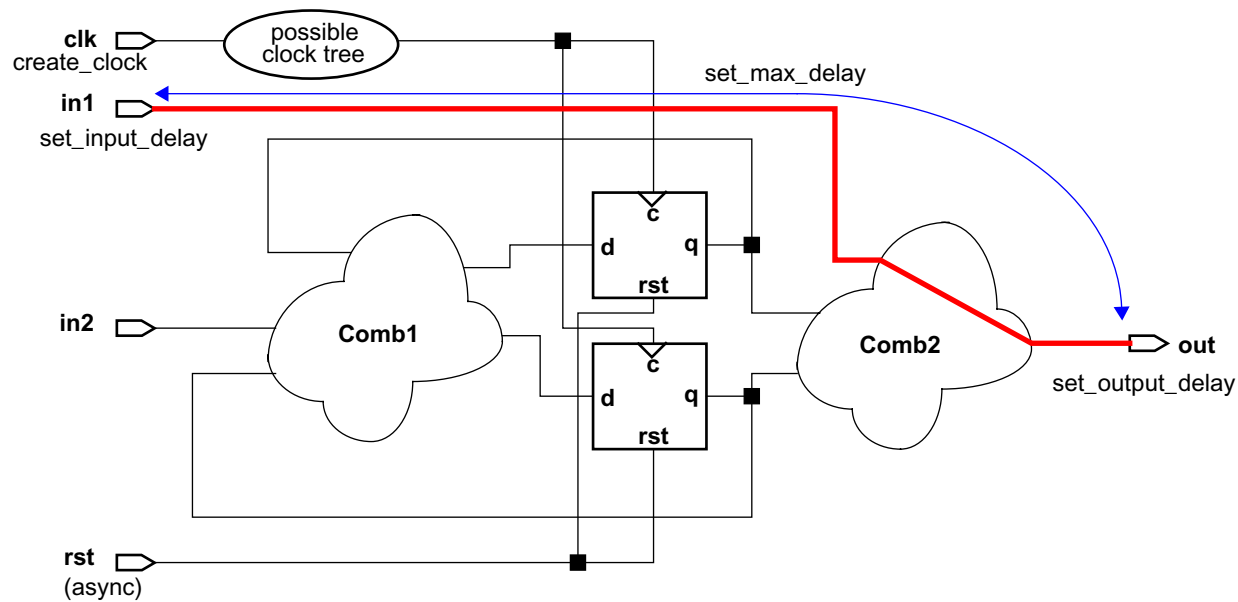 clk
create_clock
possible
clock tree
set_max_delay
in1
set_input_delay
c
d
q
rst
in2
Comb1
Comb2
out
set_output_delay
c
d
q
rst
rst
(async)